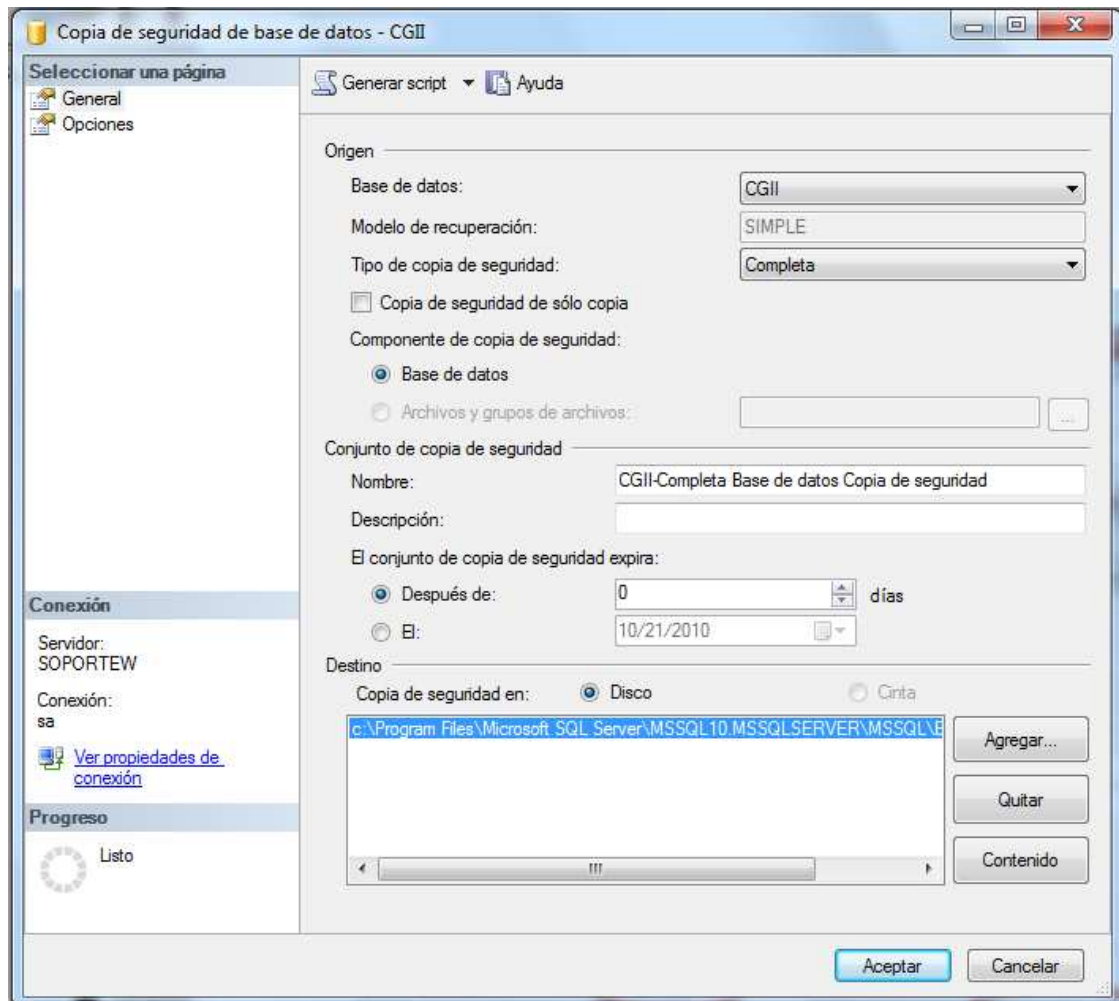 Copia de seguridad de base de datos - CGII
Seleccionar una página
General
Opciones
Generar script
Ayuda
Origen
Base de datos: CGII
Modelo de recuperación: SIMPLE
Tipo de copia de seguridad: Completa
Copia de seguridad de sólo copia
Componente de copia de seguridad:
Base de datos
Archivos y grupos de archivos: ...
Conjunto de copia de seguridad
Nombre: CGII-Completa Base de datos Copia de seguridad
Descripción:
El conjunto de copia de seguridad expira:
Después de: 0 días
El: 10/21/2010
Destino
Copia de seguridad en: Disco Cinta
c:\Program Files\Microsoft SQL Server\MSSQL10.MSSQLSERVER\MSSQL\
Agregar...
Quitar
Contenido
Conexión
Servidor:
SOPORTEW
Conexión:
sa
Ver propiedades de
conexión
Progreso
Listo
Aceptar
Cancelar